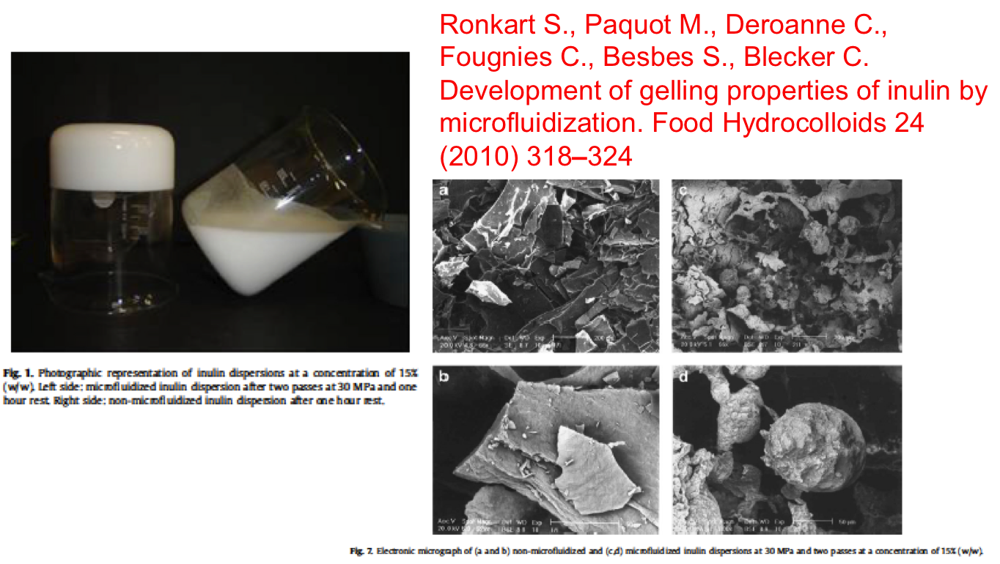 Ronkart S., Paquot M., Deroanne C.,
Fougnies C., Besbes S., Blecker C.
Development of gelling properties of inulin by
microfluidization. Food Hydrocolloids 24
(2010) 318–324
a
c
b
d
Fig. 1. Photographic representation of inulin dispersions at a concentration of 15%
(w/w). Left side: microfluidized inulin dispersion after two passes at 30 MPa and one
hour rest. Right side: non-microfluidized inulin dispersion after one hour rest.
Fig. 7. Electronic micrograph of (a and b) non-microfluidized and (c,d) microfluidized inulin dispersions at 30 MPa and two passes at a concentration of 15% (w/w).